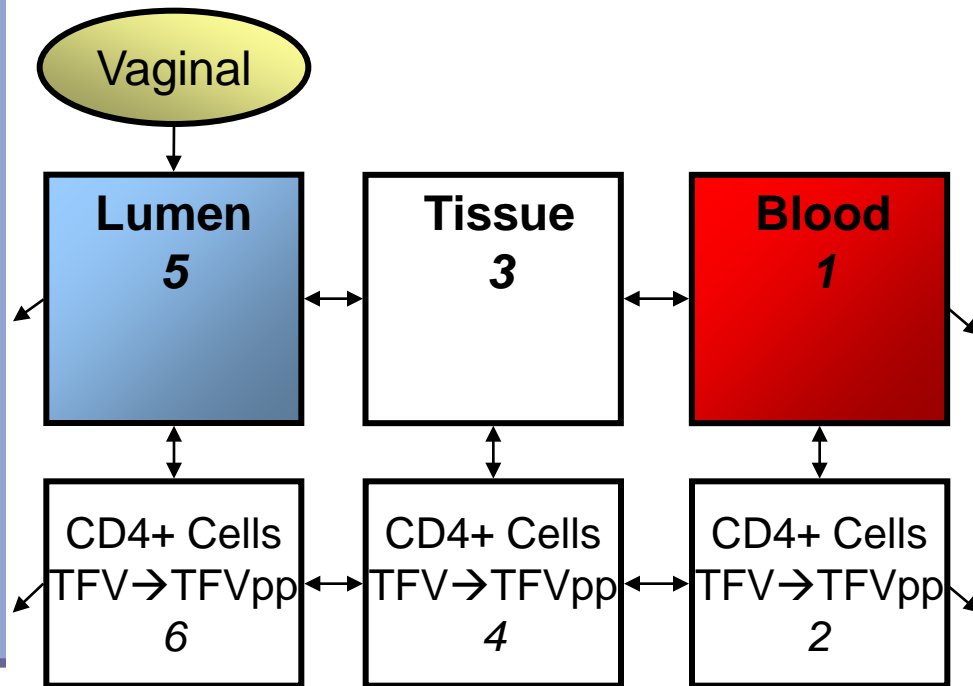 Vaginal
Lumen
5
Tissue
3
Blood
1
CD4+ Cells
TFV→TFVpp
6
CD4+ Cells
TFV→TFVpp
4
CD4+ Cells
TFV→TFVpp
2